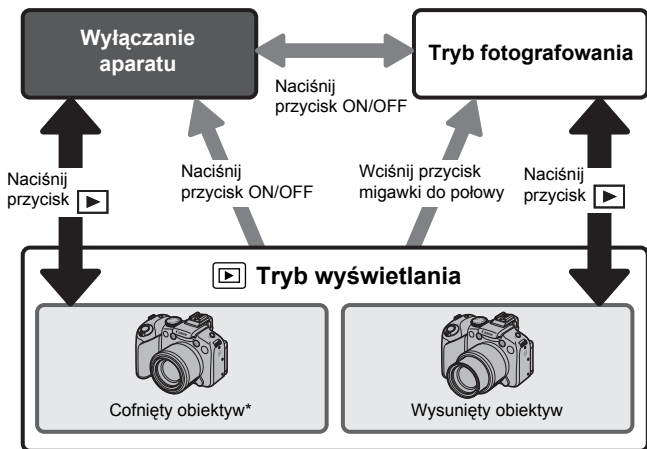 Wyłączanie
aparatu
Tryb fotografowania
Naciśnij
przycisk ON/OFF
Naciśnij
przycisk
Naciśnij
przycisk ON/OFF
Wciśnij przycisk
migawki do połowy
Naciśnij
przycisk
Tryb wyświetlania
Cofnięty obiektyw*
Wysunięty obiektyw